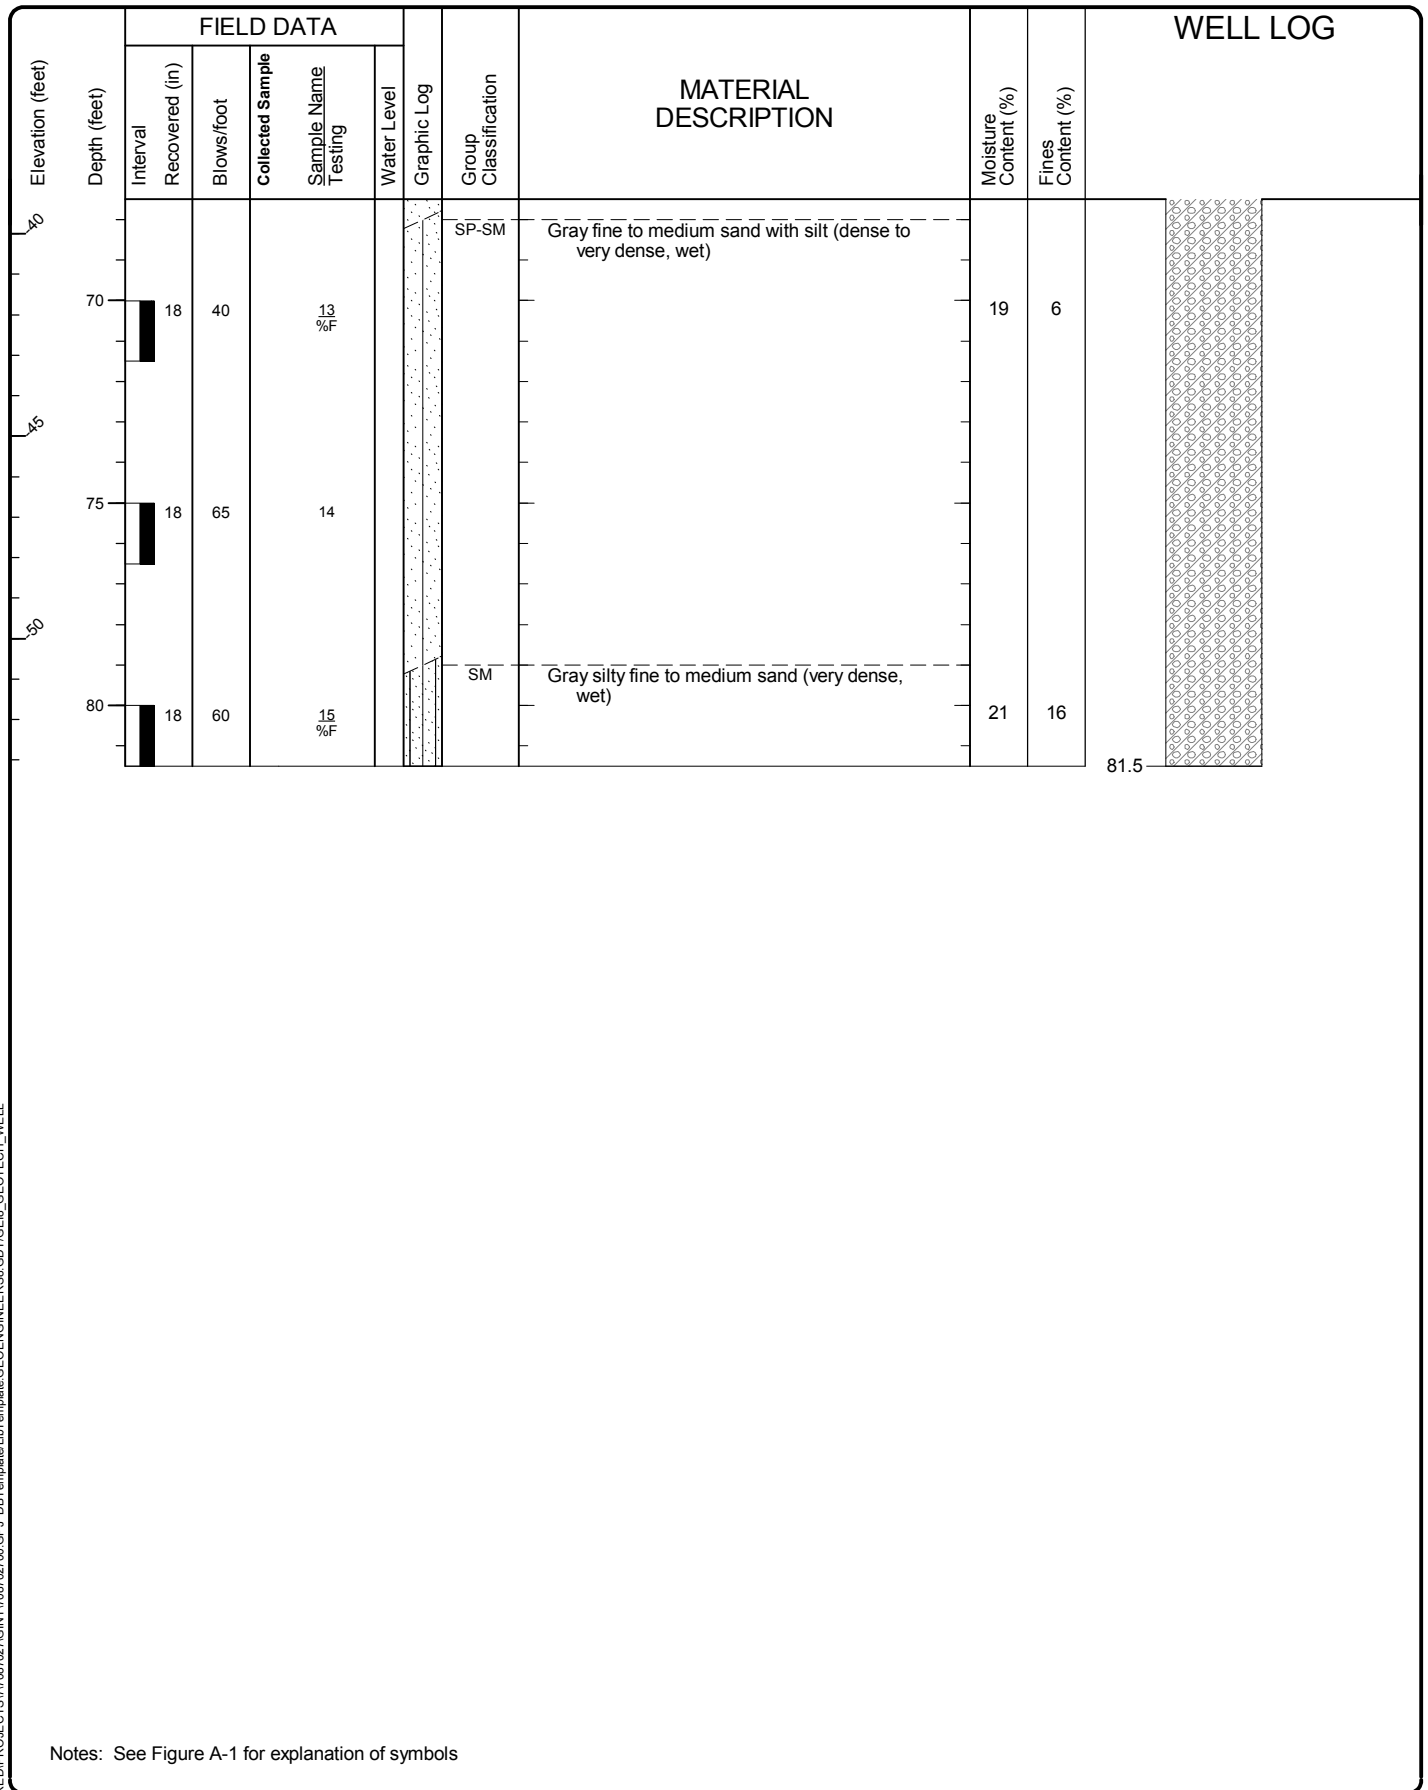 FIELD DATA
WELL LOG
Elevation (feet)
Depth (feet)
Interval
Recovered (in)
Blows/foot
Collected Sample
Sample Name
Testing
Water Level
Graphic Log
Group
Classification
MATERIAL
DESCRIPTION
Moisture
Content (%)
Fines
Content (%)
-40
SP-SM
Gray fine to medium sand with silt (dense to
very dense, wet)
70
18
40
13
%F
19
6
-45
75
18
65
14
-50
SM
Gray silty fine to medium sand (very dense,
wet)
80
18
60
15
%F
21
16
81.5
Notes: See Figure A-1 for explanation of symbols